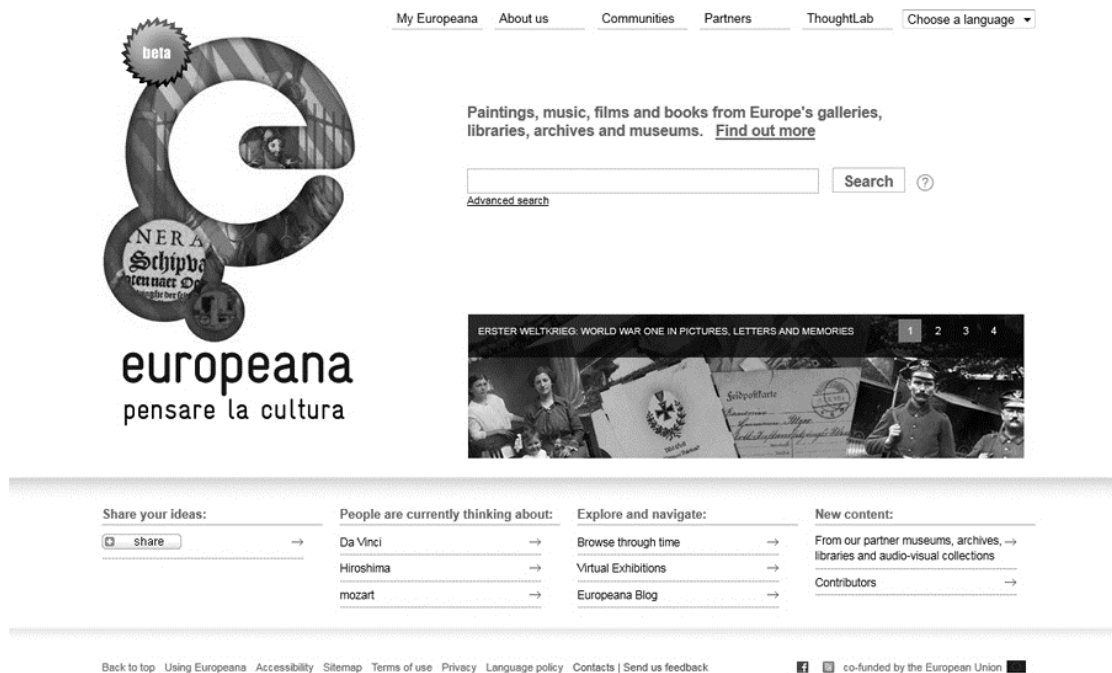 My Europeana About us Communities Partners ThoughtLab Choose a language
beta
Paintings, music, films and books from Europe's galleries,
libraries, archives and museums. Find out more
Search ?
Advanced search
INERA
Schipva
europeana
pensare la cultura
ERSTER WELTKRIEG: WORLD WAR ONE IN PICTURES, LETTERS AND MEMORIES 1 2 3 4
Feldpostkarte
Share your ideas:
share
People are currently thinking about:
Da Vinci
Hiroshima
mozart
Explore and navigate:
Browse through time
Virtual Exhibitions
Europeana Blog
New content:
From our partner museums, archives,
libraries and audio-visual collections
Contributors
Back to top Using Europeana Accessibility Sitemap Terms of use Privacy Language policy Contacts | Send us feedback
co-funded by the European Union